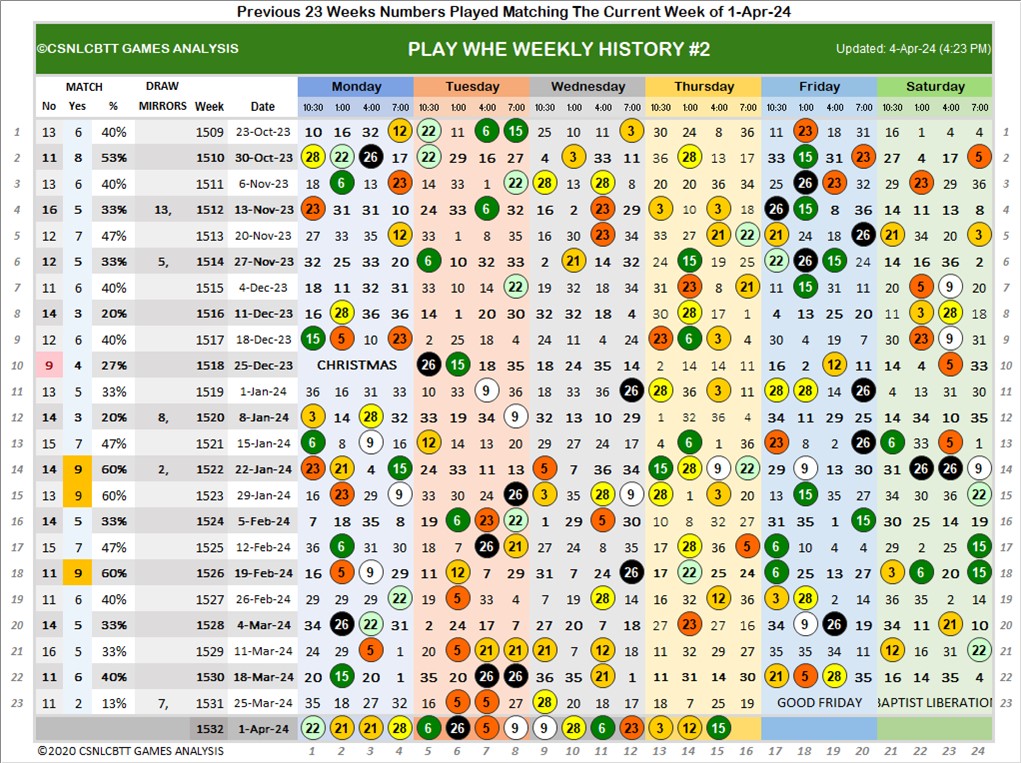 Previous 23 Weeks Numbers Played Matching The Current Week of 1-Apr-24
©CSNLCBTT GAMES ANALYSIS PLAY WHE WEEKLY HISTORY #2 Updated: 4-Apr-24 (4:23 PM)
MATCH DRAW Monday Tuesday Wednesday Thursday Friday Saturday
No Yes % MIRRORS Week Date 10:30 1:00 4:00 7:00 10:30 1:00 4:00 7:00 10:30 1:00 4:00 7:00 10:30 1:00 4:00 7:00 10:30 1:00 4:00 7:00 10:30 1:00 4:00 7:00
1 13 6 40% 1509 23-Oct-23 10 16 32 12 22 11 6 15 25 10 11 3 30 24 8 36 11 23 18 31 16 1 4 4 1
2 11 8 53% 1510 30-Oct-23 28 22 26 17 22 29 16 27 4 3 33 11 36 28 13 17 33 15 31 23 27 4 17 5 2
3 13 6 40% 1511 6-Nov-23 18 6 13 23 14 33 1 22 28 13 28 8 20 20 36 34 25 26 23 32 22 23 29 36 3
4 16 5 33% 13, 1512 13-Nov-23 23 31 31 10 24 33 6 32 16 2 23 29 3 10 3 18 26 15 8 36 14 11 13 8 4
5 12 7 47% 1513 20-Nov-23 27 33 35 12 33 1 8 35 16 30 23 34 33 27 21 22 21 24 18 26 21 34 20 3 5
6 12 5 33% 5, 1514 27-Nov-23 32 25 33 20 6 10 32 33 2 21 14 32 24 15 19 25 22 26 15 24 14 16 36 2 6
7 11 6 40% 1515 4-Dec-23 18 11 32 31 33 10 14 22 19 32 18 34 31 23 8 21 11 15 31 11 20 5 9 20 7
8 14 3 20% 1516 11-Dec-23 16 28 36 36 14 1 20 30 32 32 18 4 30 28 17 1 4 13 25 20 11 3 28 18 8
9 12 6 40% 1517 18-Dec-23 15 5 10 23 2 25 18 4 24 11 4 24 23 6 3 4 30 4 19 7 20 23 9 31 9
10 9 4 27% 1518 25-Dec-23 CHRISTMAS 26 15 18 35 18 24 35 14 2 14 14 11 16 2 12 11 14 4 5 33 10
11 13 5 33% 1519 1-Jan-24 36 16 31 33 10 33 9 36 18 33 36 26 28 36 3 11 28 28 14 26 4 13 31 30 11
12 14 3 20% 8, 1520 8-Jan-24 3 14 28 32 33 19 34 9 32 13 10 29 1 32 36 4 34 11 29 25 14 34 10 35 12
13 15 7 47% 1521 15-Jan-24 6 8 9 16 12 14 13 20 29 27 24 17 4 6 1 36 23 8 2 26 6 33 5 1 13
14 14 9 60% 2, 1522 22-Jan-24 23 21 4 15 24 33 11 13 5 7 36 34 15 28 9 22 29 9 13 30 31 26 26 9 14
15 13 9 60% 1523 29-Jan-24 16 23 29 9 33 30 24 26 3 35 28 9 28 1 3 20 13 15 35 27 34 30 36 22 15
16 14 5 33% 1524 5-Feb-24 7 18 35 8 19 6 23 22 1 29 5 30 10 8 32 27 31 35 1 15 30 25 14 19 16
17 15 7 47% 1525 12-Feb-24 36 6 31 30 18 7 26 21 27 24 8 35 17 28 36 5 6 10 4 4 29 2 25 15 17
18 11 9 60% 1526 19-Feb-24 16 5 9 29 11 12 7 29 31 7 24 26 17 22 25 24 6 25 13 27 3 6 20 15 18
19 11 6 40% 1527 26-Feb-24 29 29 29 22 19 5 33 4 7 19 28 14 16 32 12 36 3 28 2 14 16 35 2 14 19
20 14 5 33% 1528 4-Mar-24 34 26 22 31 2 24 17 7 27 20 7 18 27 23 27 16 34 9 26 19 34 11 21 10 20
21 16 5 33% 1529 11-Mar-24 24 29 5 1 20 5 21 21 21 7 12 18 11 32 29 27 35 35 34 11 12 16 31 22 21
22 11 6 40% 1530 18-Mar-24 20 15 20 1 35 20 26 26 36 35 21 1 11 31 14 30 21 5 28 35 16 14 35 4 22
23 11 2 13% 7, 1531 25-Mar-24 35 18 27 32 18 5 5 27 28 20 20 20 18 7 25 19 GOOD FRIDAY BAPTIST LIBERATION 23
1532 1-Apr-24 22 21 21 28 6 26 5 9 9 28 6 23 3 12 15
©2020 CSNLCBTT GAMES ANALYSIS 1 2 3 4 5 6 7 8 9 10 11 12 13 14 15 16 17 18 19 20 21 22 23 24